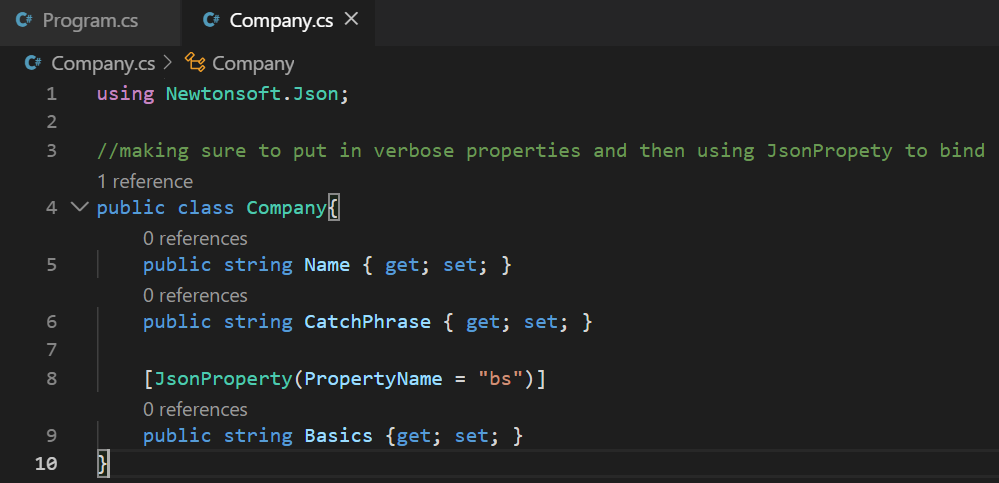 C# Program.cs C# Company.cs ×
C# Company.cs > Company
1 using Newtonsoft.Json;
2
3 //making sure to put in verbose properties and then using JsonPropety to bind
1 reference
4 public class Company{
0 references
5 public string Name { get; set; }
0 references
6 public string CatchPhrase { get; set; }
7
8 [JsonProperty(PropertyName = "bs")]
0 references
9 public string Basics {get; set; }
10 }